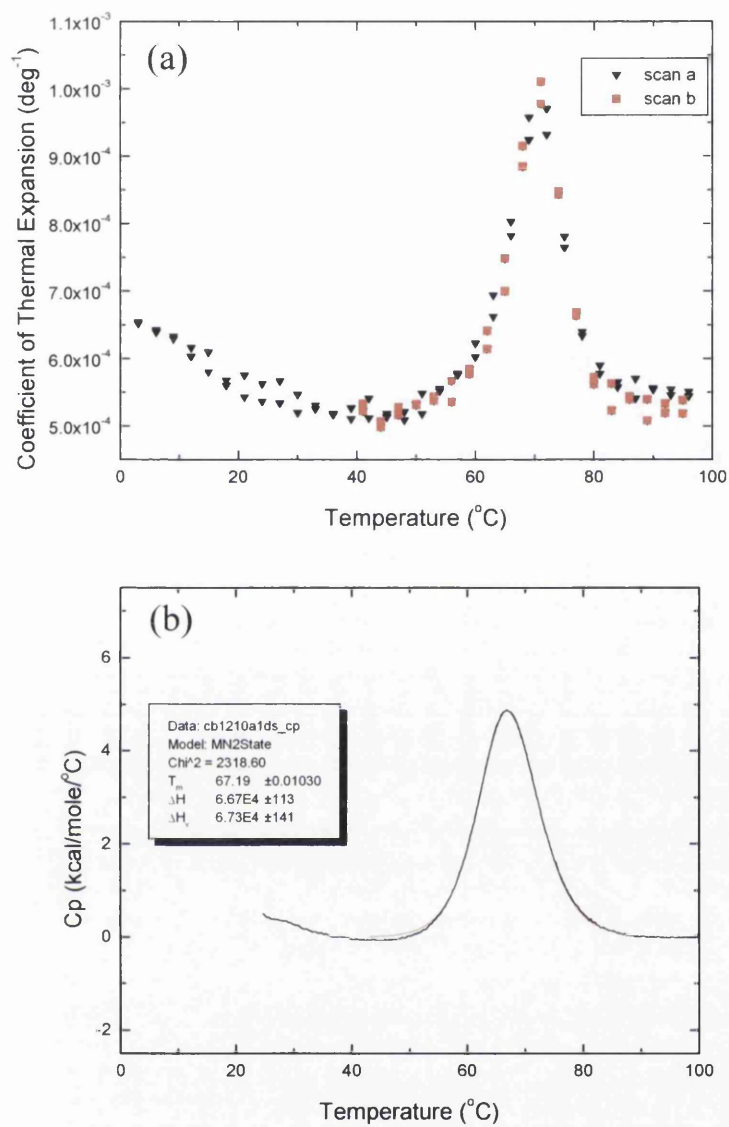 (a)
1.1x10⁻³
1.0x10⁻³
9.0x10⁻⁴
8.0x10⁻⁴
7.0x10⁻⁴
6.0x10⁻⁴
5.0x10⁻⁴
Coefficient of Thermal Expansion (deg⁻¹)
scan a
scan b
0 20 40 60 80 100
Temperature (°C)
(b)
6
4
2
0
-2
Cp (kcal/mole/°C)
Data: cb1210a1ds_cp
Model: MN2State
Chi^2 = 2318.60
Tₘ 67.19 ±0.01030
ΔH 6.67E4 ±113
ΔHᵥ 6.73E4 ±141
0 20 40 60 80 100
Temperature (°C)